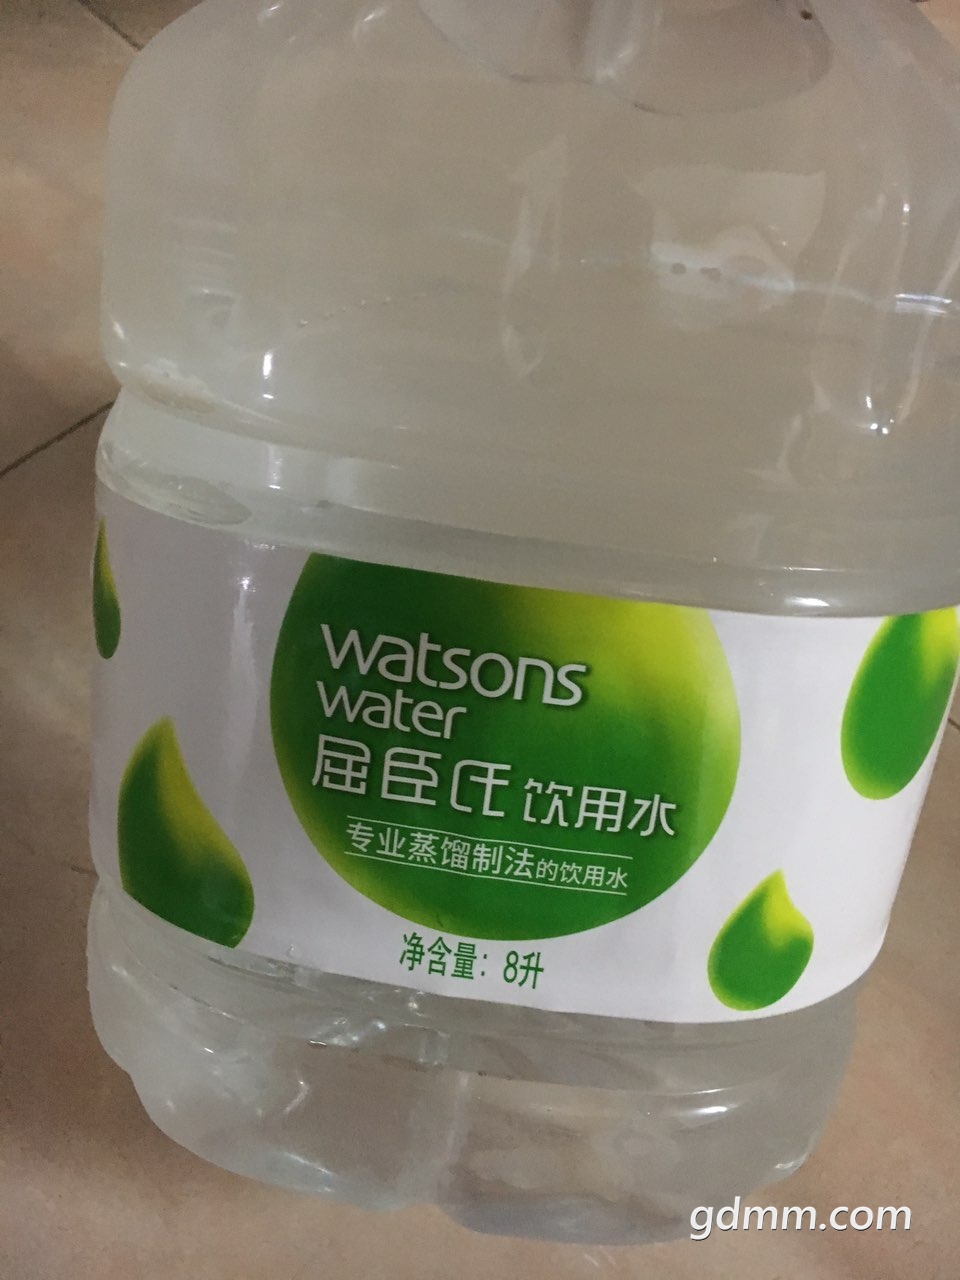 watsons
water
屈臣氏 饮用水
专业蒸馏制法的饮用水
净含量：8升
gdmm.com